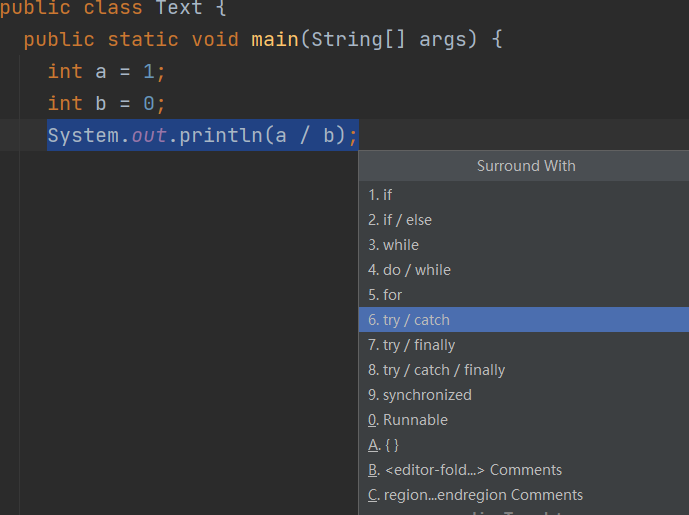 public class Text {
public static void main(String[] args) {
int a = 1;
int b = 0;
System.out.println(a / b);
Surround With
1. if
2. if / else
3. while
4. do / while
5. for
6. try / catch
7. try / finally
8. try / catch / finally
9. synchronized
0. Runnable
A. { }
B. <editor-fold...> Comments
C. region...endregion Comments